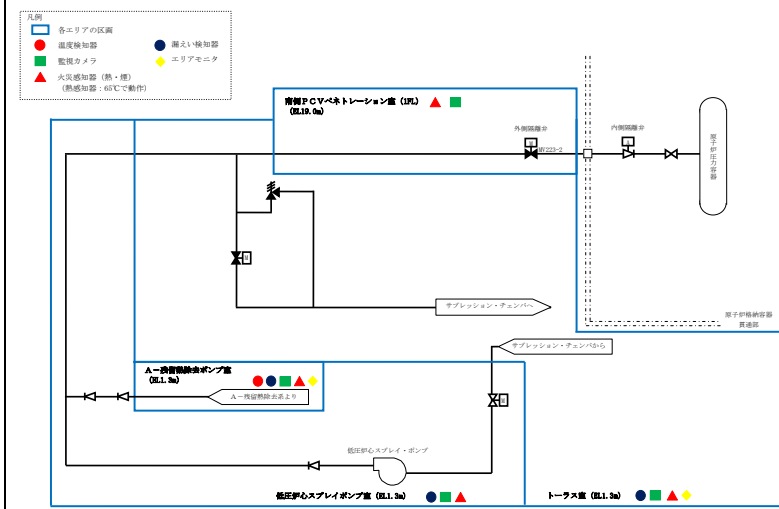 凡例
各エリアの区画
温度検知器
漏えい検知器
監視カメラ
エリアモニタ
火災感知器（熱・煙）
（熱感知器：65℃で動作）
南側ＰＣＶペネトレーション室（1FL）
（EL19.0m）
外側隔離弁
内側隔離弁
MV223-2
原子炉圧力容器
サプレッション・チェンバへ
原子炉格納容器
貫通部
サプレッション・チェンバから
Ａ－残留熱除去ポンプ室
（EL1.3m）
Ａ－残留熱除去系より
低圧炉心スプレイ・ポンプ
低圧炉心スプレイポンプ室（EL1.3m）
トーラス室（EL1.3m）